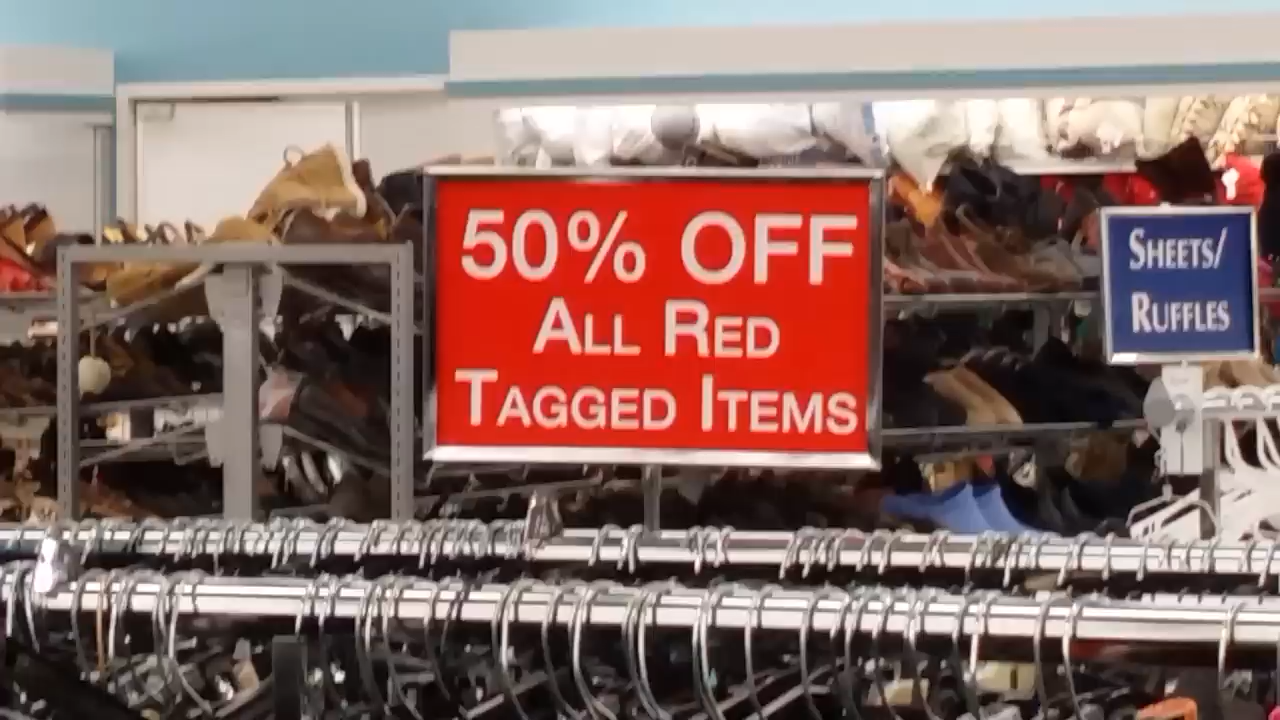 50% OFF
ALL RED
TAGGED ITEMS
SHEETS/
RUFFLES